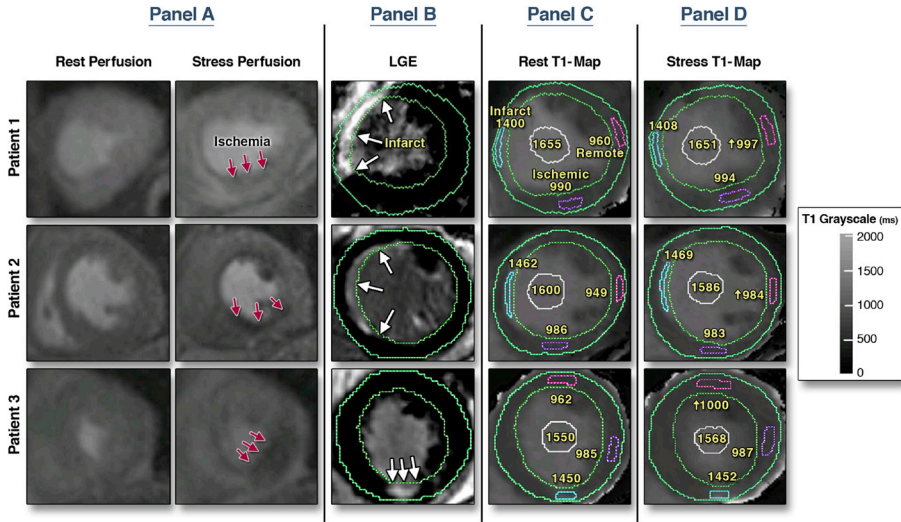 Panel A
Panel B
Panel C
Panel D
Rest Perfusion
Stress Perfusion
LGE
Rest T1-Map
Stress T1-Map
Patient 1
Ischemia
Infarct
Infarct
1400
1655
960
Remote
Ischemic
990
1408
1651
↑997
994
T1 Grayscale (ms)
2000
1500
1000
500
0
Patient 2
1462
1600
949
986
1469
1586
↑984
983
Patient 3
962
1550
985
1450
↑1000
1568
987
1452